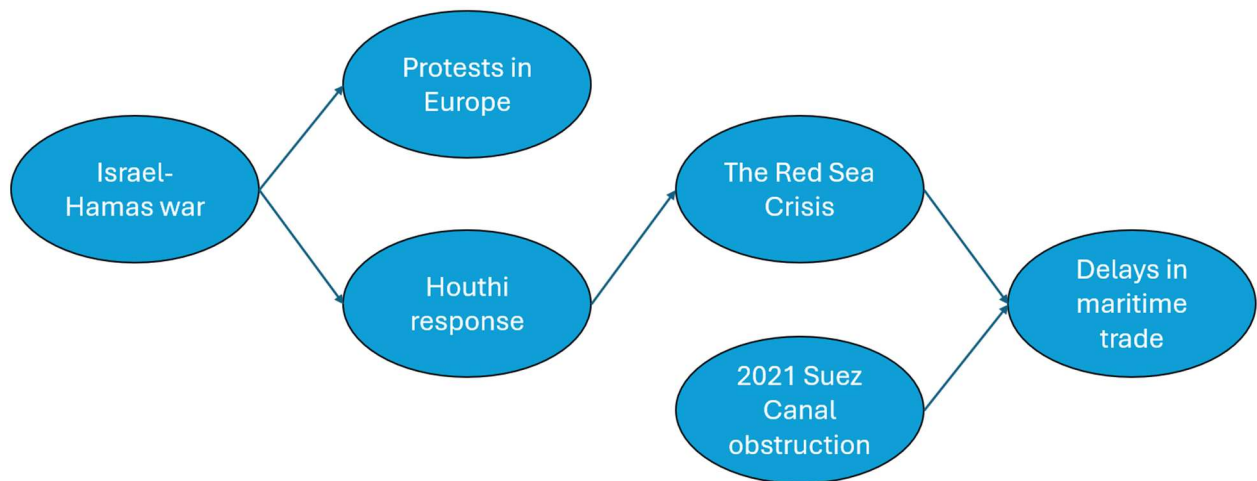 Protests in
Europe
Israel-
Hamas war
The Red Sea
Crisis
Houthi
response
Delays in
maritime
trade
2021 Suez
Canal
obstruction